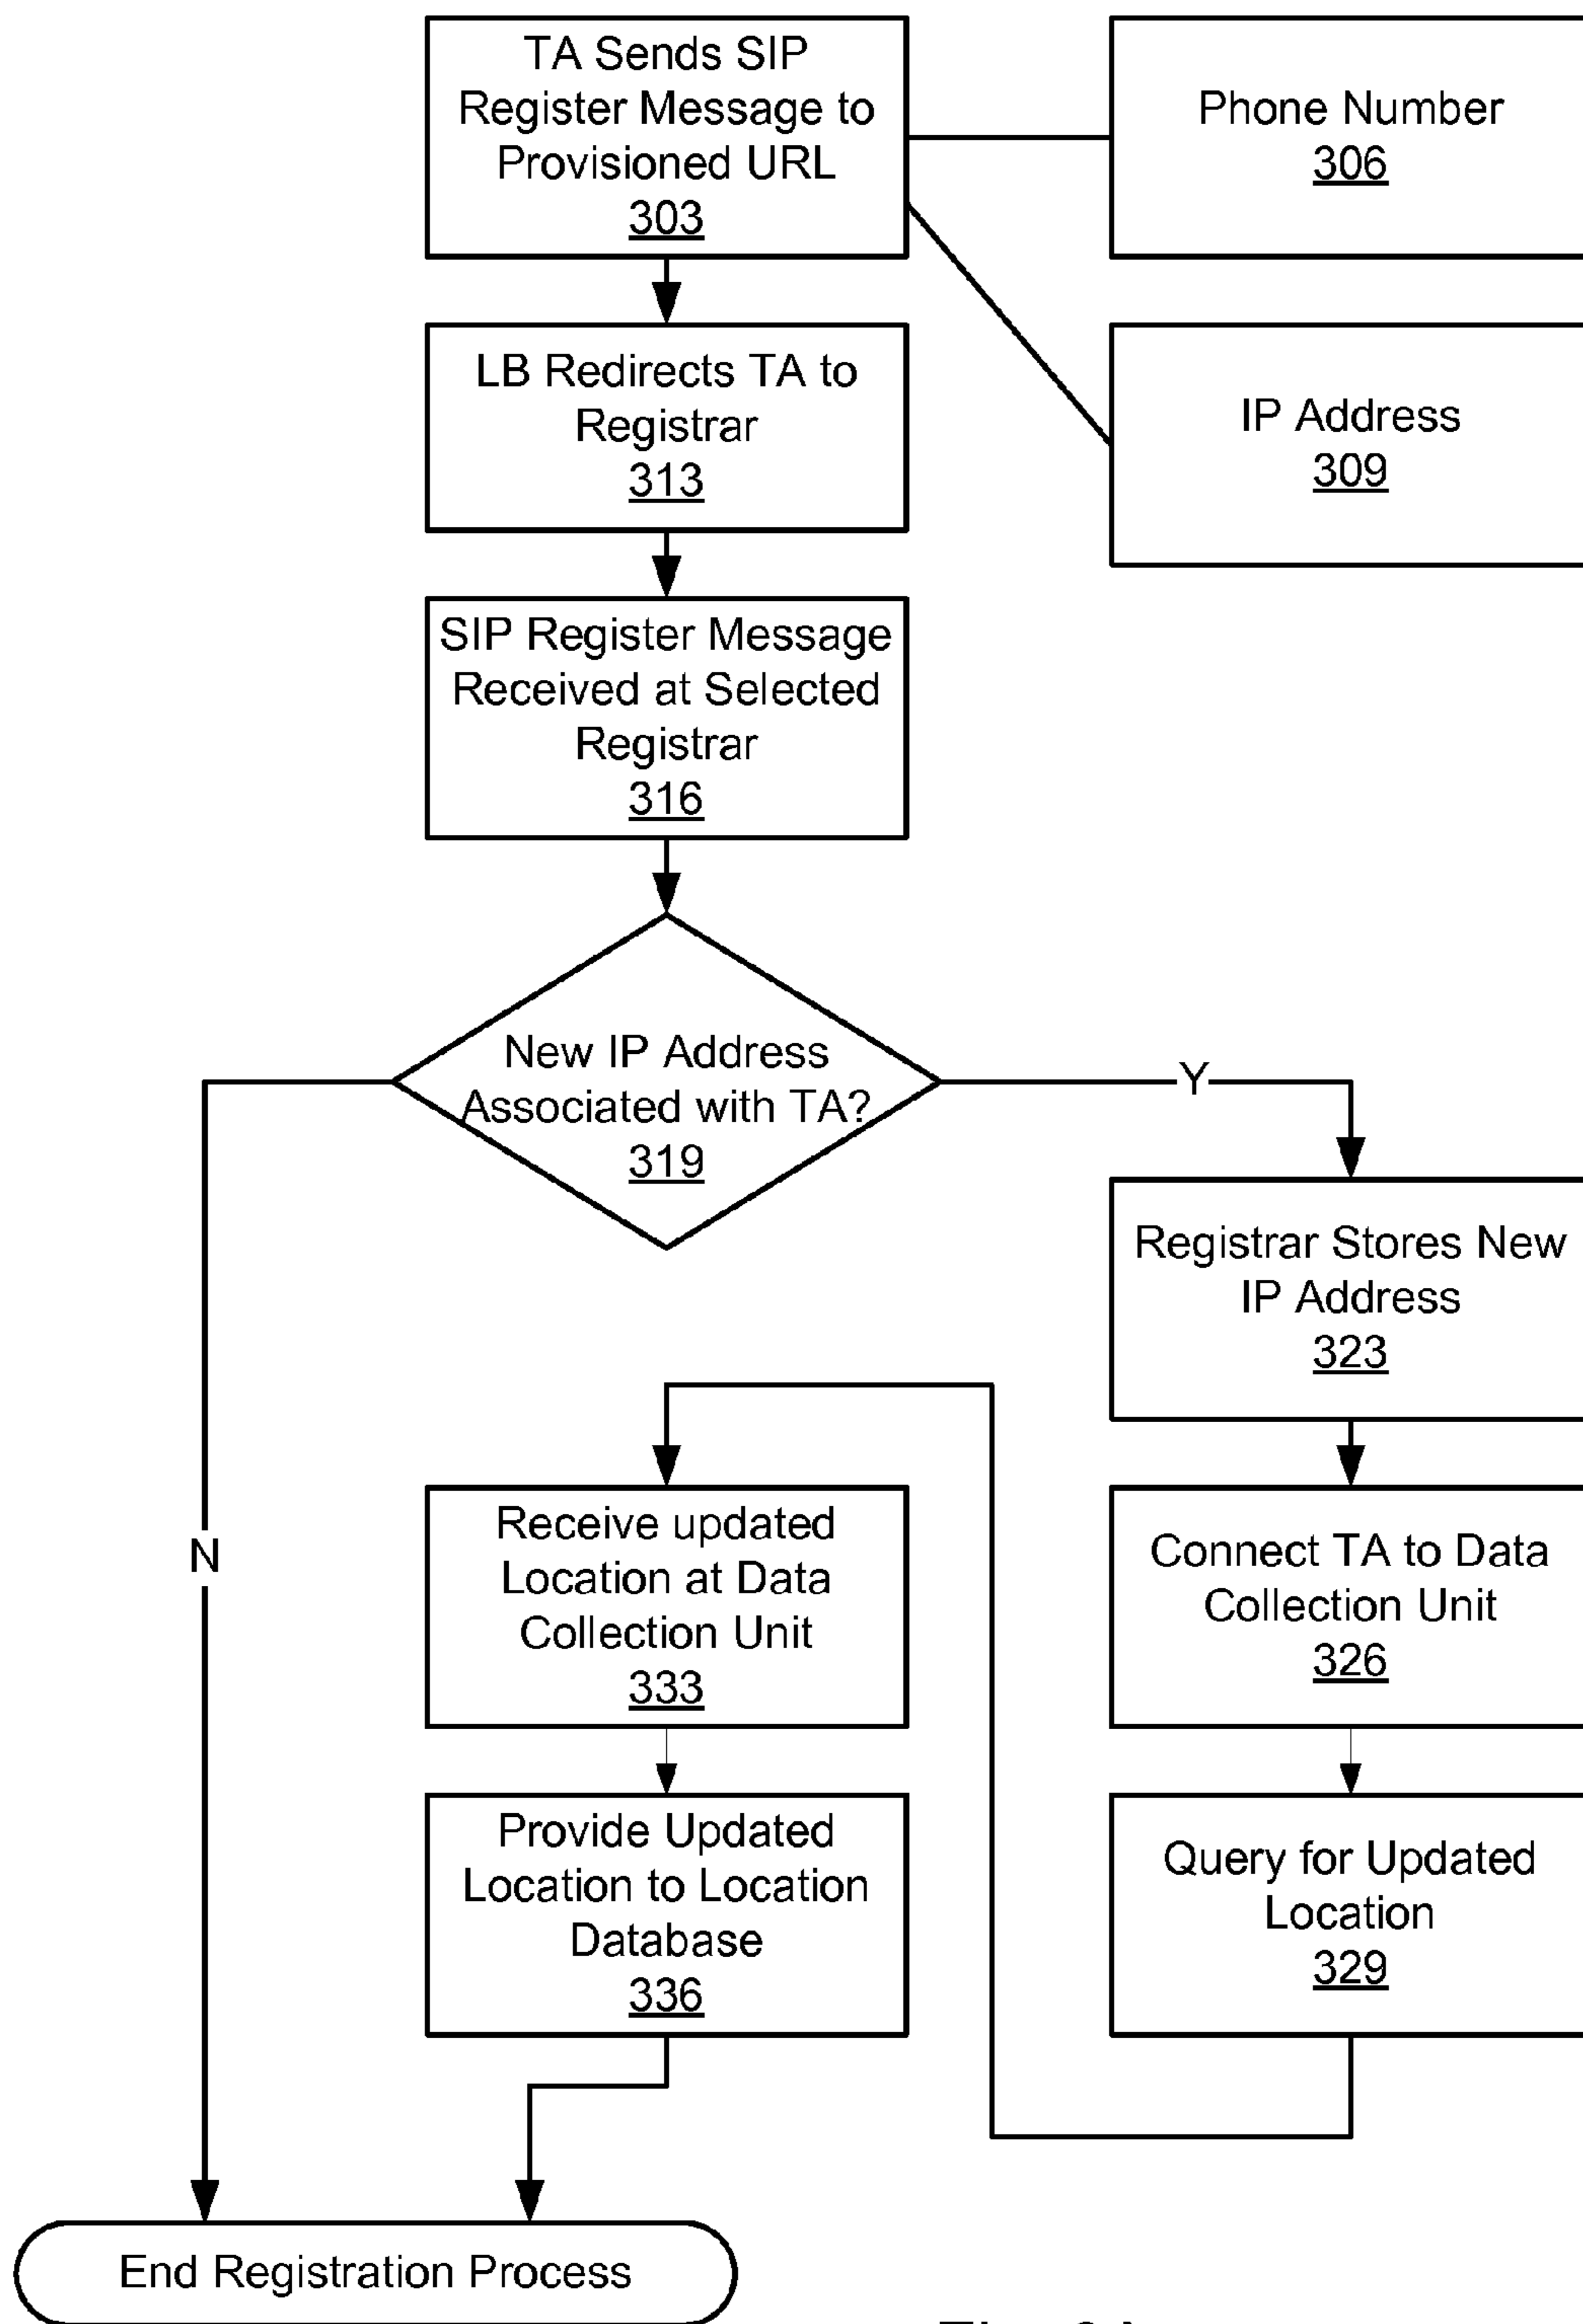 TA Sends SIP
Register Message to
Provisioned URL
303
Phone Number
306
IP Address
309
LB Redirects TA to
Registrar
313
SIP Register Message
Received at Selected
Registrar
316
New IP Address
Associated with TA?
319
Y
N
Registrar Stores New
IP Address
323
Connect TA to Data
Collection Unit
326
Query for Updated
Location
329
Receive updated
Location at Data
Collection Unit
333
Provide Updated
Location to Location
Database
336
End Registration Process